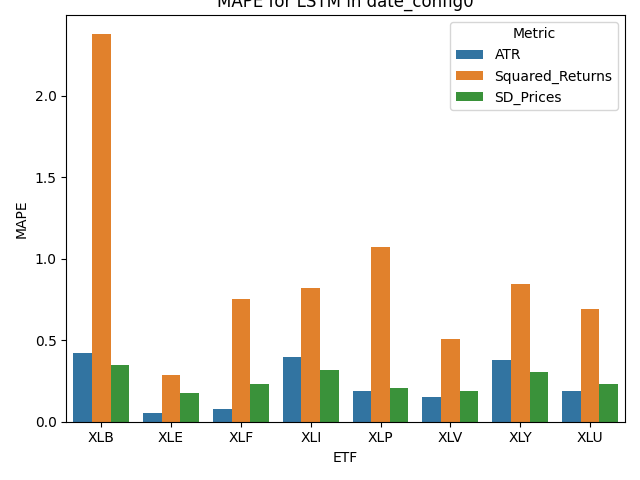 MAPE for LSTM in date_config0
Metric
ATR
Squared_Returns
SD_Prices
MAPE
2.0
1.5
1.0
0.5
0.0
XLB XLE XLF XLI XLP XLV XLY XLU
ETF